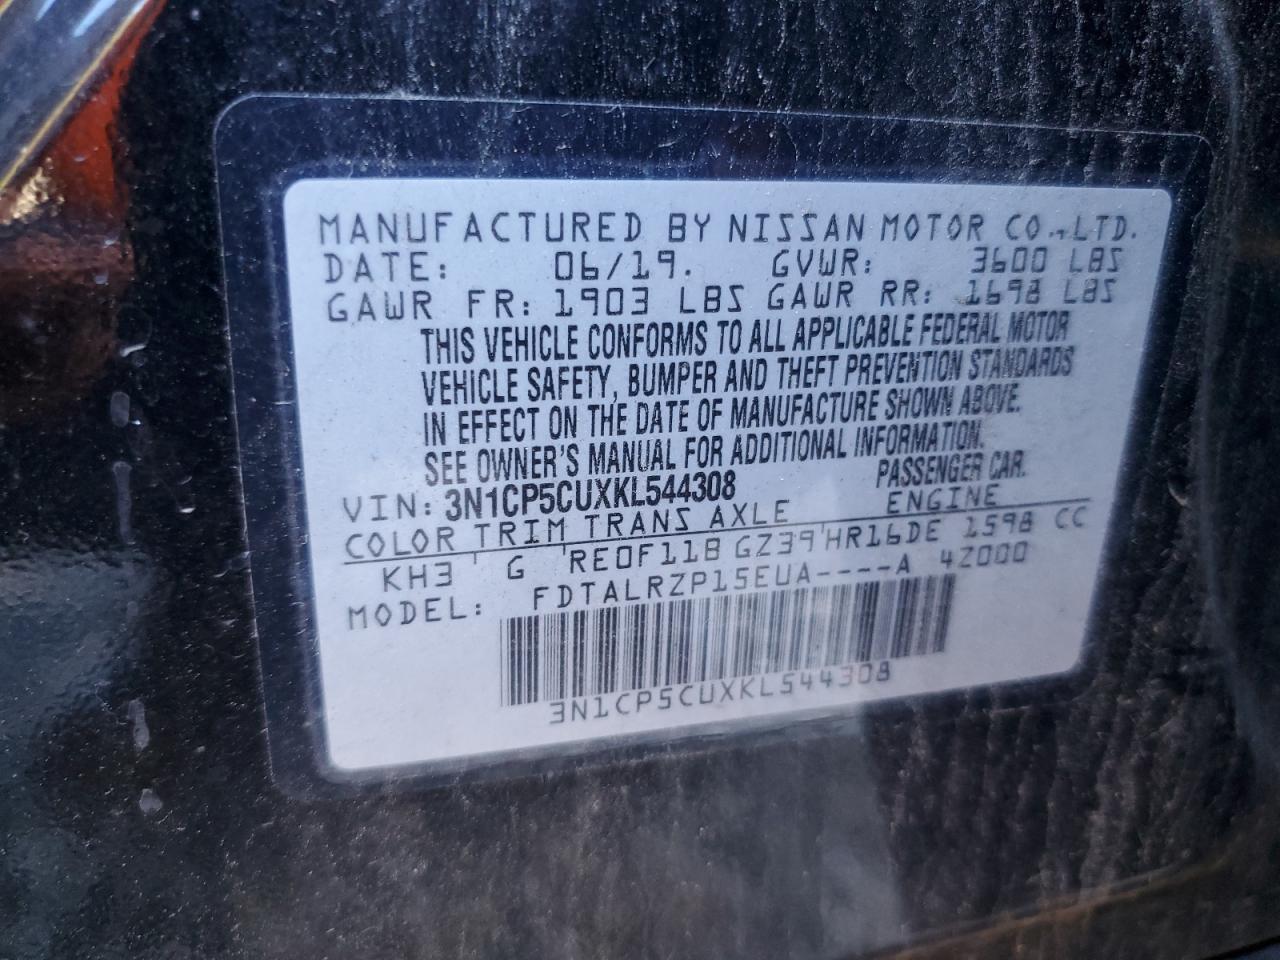 MANUFACTURED BY NISSAN MOTOR CO.,LTD.
DATE: 06/19. GVWR: 3600 LBS
GAWR FR: 1903 LBS GAWR RR: 1698 LBS
THIS VEHICLE CONFORMS TO ALL APPLICABLE FEDERAL MOTOR
VEHICLE SAFETY, BUMPER AND THEFT PREVENTION STANDARDS
IN EFFECT ON THE DATE OF MANUFACTURE SHOWN ABOVE.
SEE OWNER'S MANUAL FOR ADDITIONAL INFORMATION.
VIN: 3N1CP5CUXKL544308 PASSENGER CAR.
COLOR TRIM TRANS AXLE ENGINE
KH3 G RE0F11B GZ39 HR16DE 1598 CC
MODEL: FDTALRZP15EUA----A 4Z000
3N1CP5CUXKL544308